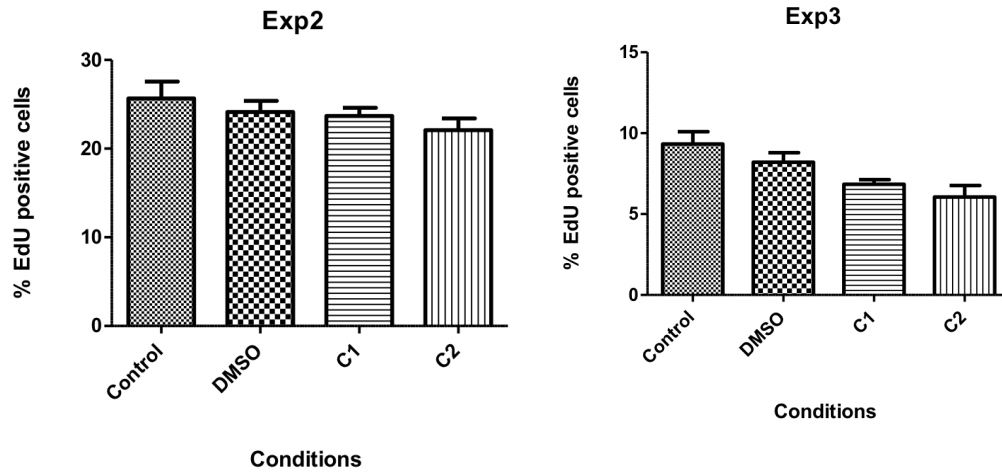 Exp2
% EdU positive cells
30
20
10
0
Control
DMSO
C1
C2
Conditions
Exp3
% EdU positive cells
15
10
5
0
Control
DMSO
C1
C2
Conditions